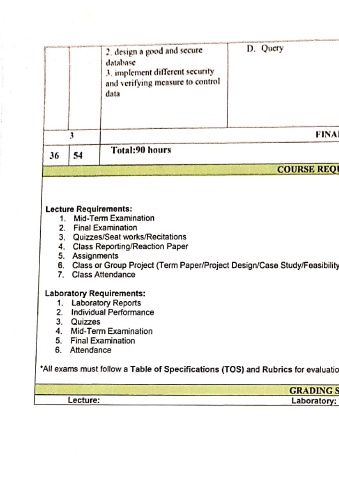 2. design a good and secure
database
3. implement different security
and verifying measure to control
data
D. Query
3
FINA
36 54 Total:90 hours
COURSE REQU
Lecture Requirements:
1. Mid-Term Examination
2. Final Examination
3. Quizzes/Seat works/Recitations
4. Class Reporting/Reaction Paper
5. Assignments
6. Class or Group Project (Term Paper/Project Design/Case Study/Feasibility
7. Class Attendance
Laboratory Requirements:
1. Laboratory Reports
2. Individual Performance
3. Quizzes
4. Mid-Term Examination
5. Final Examination
6. Attendance
*All exams must follow a Table of Specifications (TOS) and Rubrics for evaluatio
GRADING S
Lecture: Laboratory: